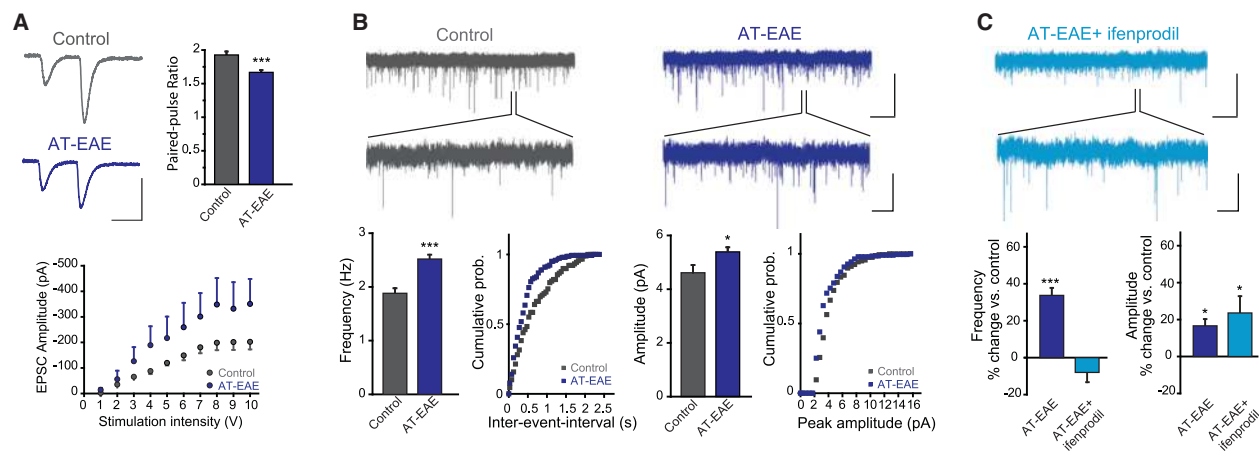 A
Control
AT-EAE
Paired-pulse Ratio
2
1.5
1
0.5
0
***
Control
AT-EAE
EPSC Amplitude (pA)
-500
-400
-300
-200
-100
0
Control
AT-EAE
0 1 2 3 4 5 6 7 8 9 10
Stimulation intensity (V)
B
Control
AT-EAE
Frequency (Hz)
3
2
1
0
***
Control
AT-EAE
Cumulative prob.
1
0.5
Control
AT-EAE
0 0.5 1 1.5 2 2.5
Inter-event-interval (s)
Amplitude (pA)
6
4
2
0
*
Control
AT-EAE
Cumulative prob.
1
0.5
0
Control
AT-EAE
0 2 4 6 8 10 12 14 16
Peak amplitude (pA)
C
AT-EAE+ ifenprodil
Frequency
% change vs. control
60
40
20
0
-20
***
AT-EAE
AT-EAE+
ifenprodil
Amplitude
% change vs. control
60
40
20
0
-20
*
*
AT-EAE
AT-EAE+
ifenprodil